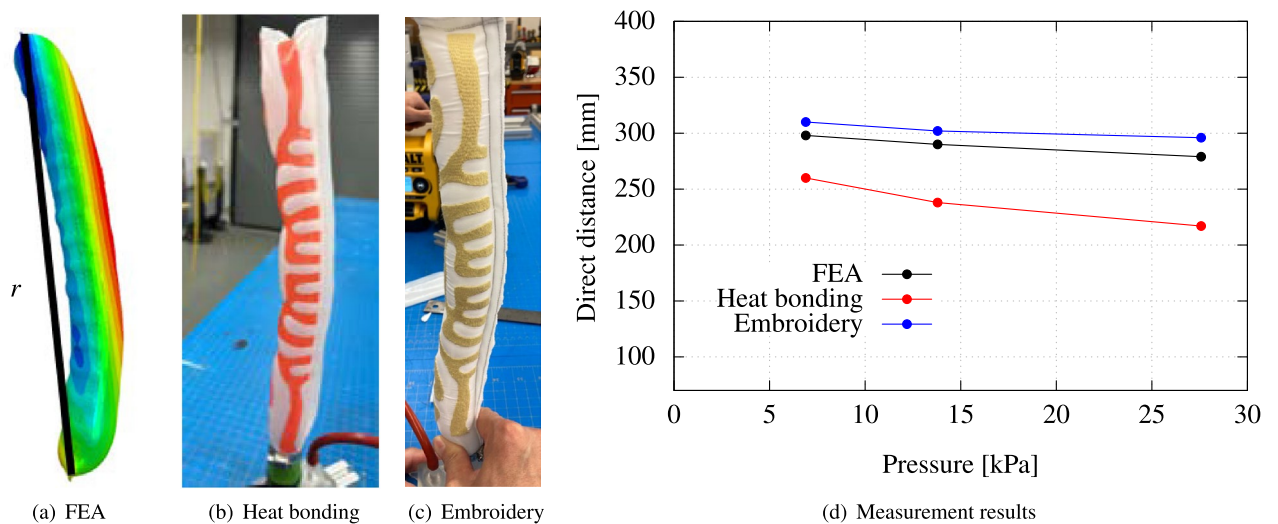 r
(a) FEA
(b) Heat bonding
ALT
(c) Embroidery
Direct distance [mm]
400
350
300
250
200
150
100
FEA
Heat bonding
Embroidery
0 5 10 15 20 25 30
Pressure [kPa]
(d) Measurement results